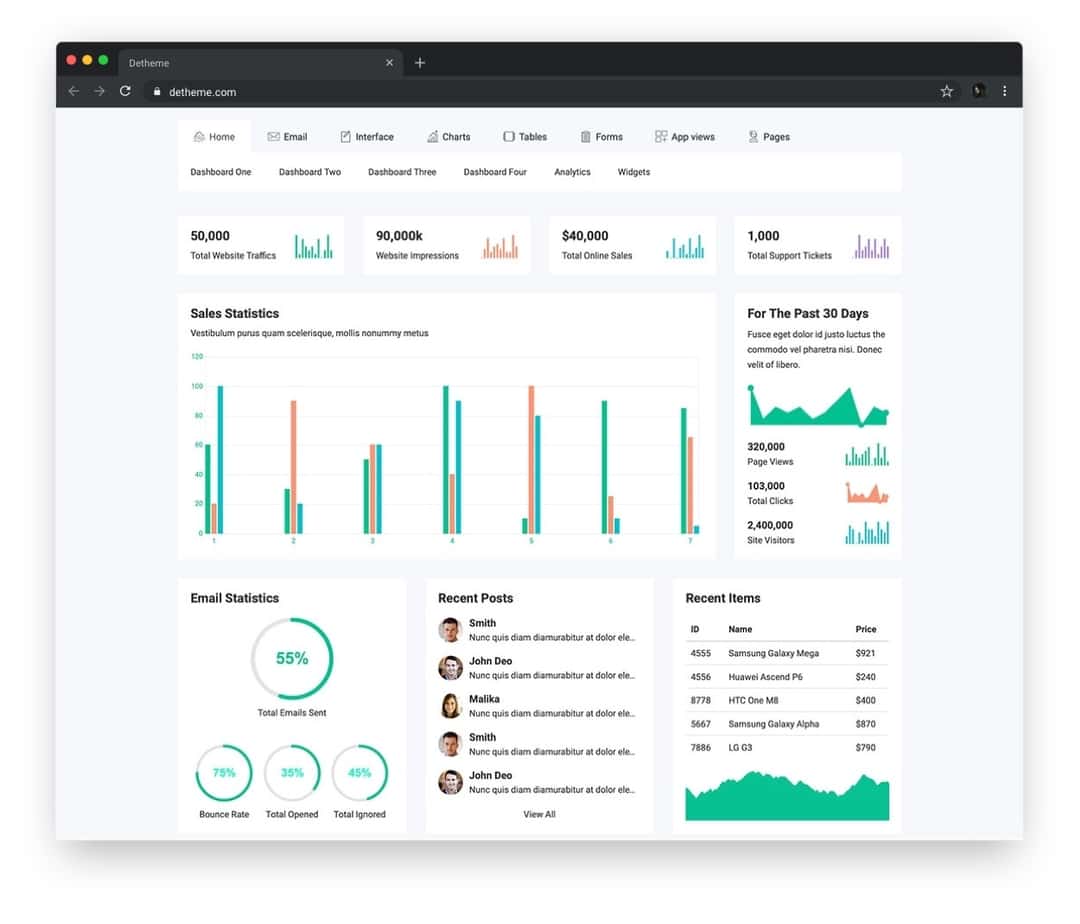 Detheme
detheme.com
Home Email Interface Charts Tables Forms App views Pages
Dashboard One Dashboard Two Dashboard Three Dashboard Four Analytics Widgets
50,000
Total Website Traffics
90,000k
Website Impressions
$40,000
Total Online Sales
1,000
Total Support Tickets
Sales Statistics
Vestibulum purus quam scelerisque, mollis nonummy metus
120
100
80
60
40
20
0
1 2 3 4 5 6 7
For The Past 30 Days
Fusce eget dolor id justo luctus the
commodo vel pharetra nisi. Donec
velit of libero.
320,000
Page Views
103,000
Total Clicks
2,400,000
Site Visitors
Email Statistics
55%
Total Emails Sent
75% 35% 45%
Bounce Rate Total Opened Total Ignored
Recent Posts
Smith
Nunc quis diam diamurabitur at dolor ele...
John Deo
Nunc quis diam diamurabitur at dolor ele...
Malika
Nunc quis diam diamurabitur at dolor ele...
Smith
Nunc quis diam diamurabitur at dolor ele...
John Deo
Nunc quis diam diamurabitur at dolor ele...
View All
Recent Items
ID Name Price
4555 Samsung Galaxy Mega $921
4556 Huawei Ascend P6 $240
8778 HTC One M8 $400
5667 Samsung Galaxy Alpha $870
7886 LG G3 $790